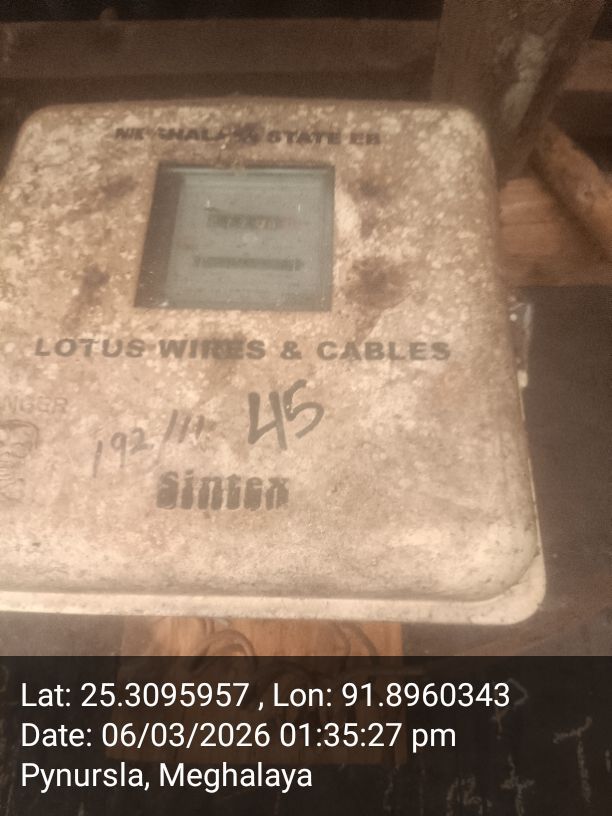 STATE
LOTUS WIRES & CABLES
45
192/111
Sintex
Lat: 25.3095957 , Lon: 91.8960343
Date: 06/03/2026 01:35:27 pm
Pynursla, Meghalaya